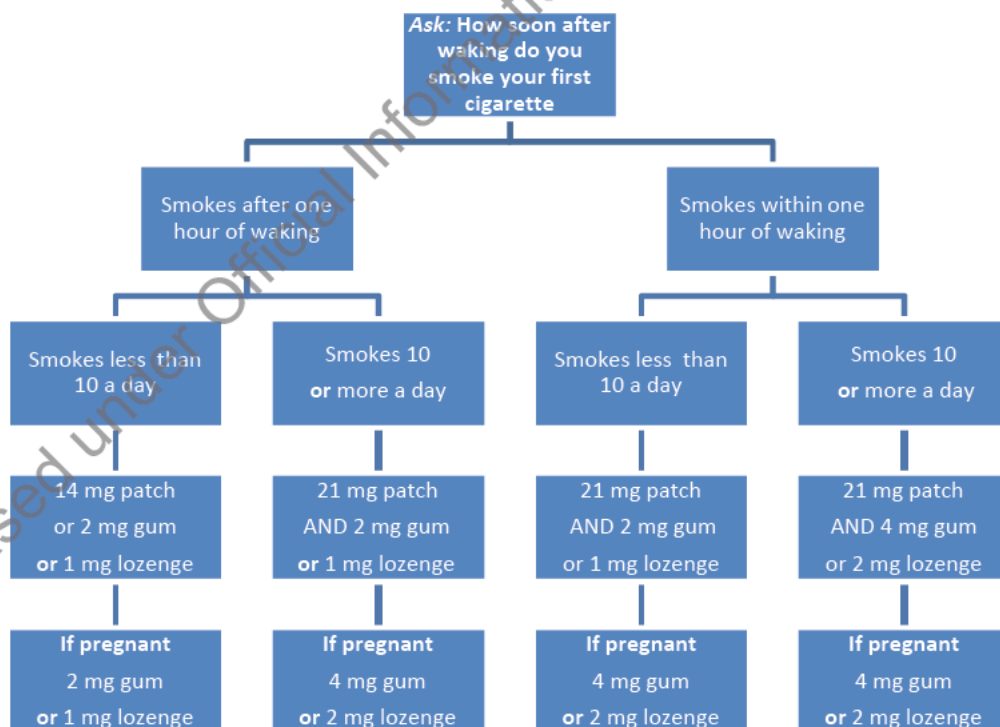 Ask: How soon after
waking do you
smoke your first
cigarette
Smokes after one
hour of waking
Smokes within one
hour of waking
Smokes less than
10 a day
Smokes 10
or more a day
Smokes less than
10 a day
Smokes 10
or more a day
14 mg patch
or 2 mg gum
or 1 mg lozenge
21 mg patch
AND 2 mg gum
or 1 mg lozenge
21 mg patch
AND 2 mg gum
or 1 mg lozenge
21 mg patch
AND 4 mg gum
or 2 mg lozenge
If pregnant
2 mg gum
or 1 mg lozenge
If pregnant
4 mg gum
or 2 mg lozenge
If pregnant
4 mg gum
or 2 mg lozenge
If pregnant
4 mg gum
or 2 mg lozenge
under Official